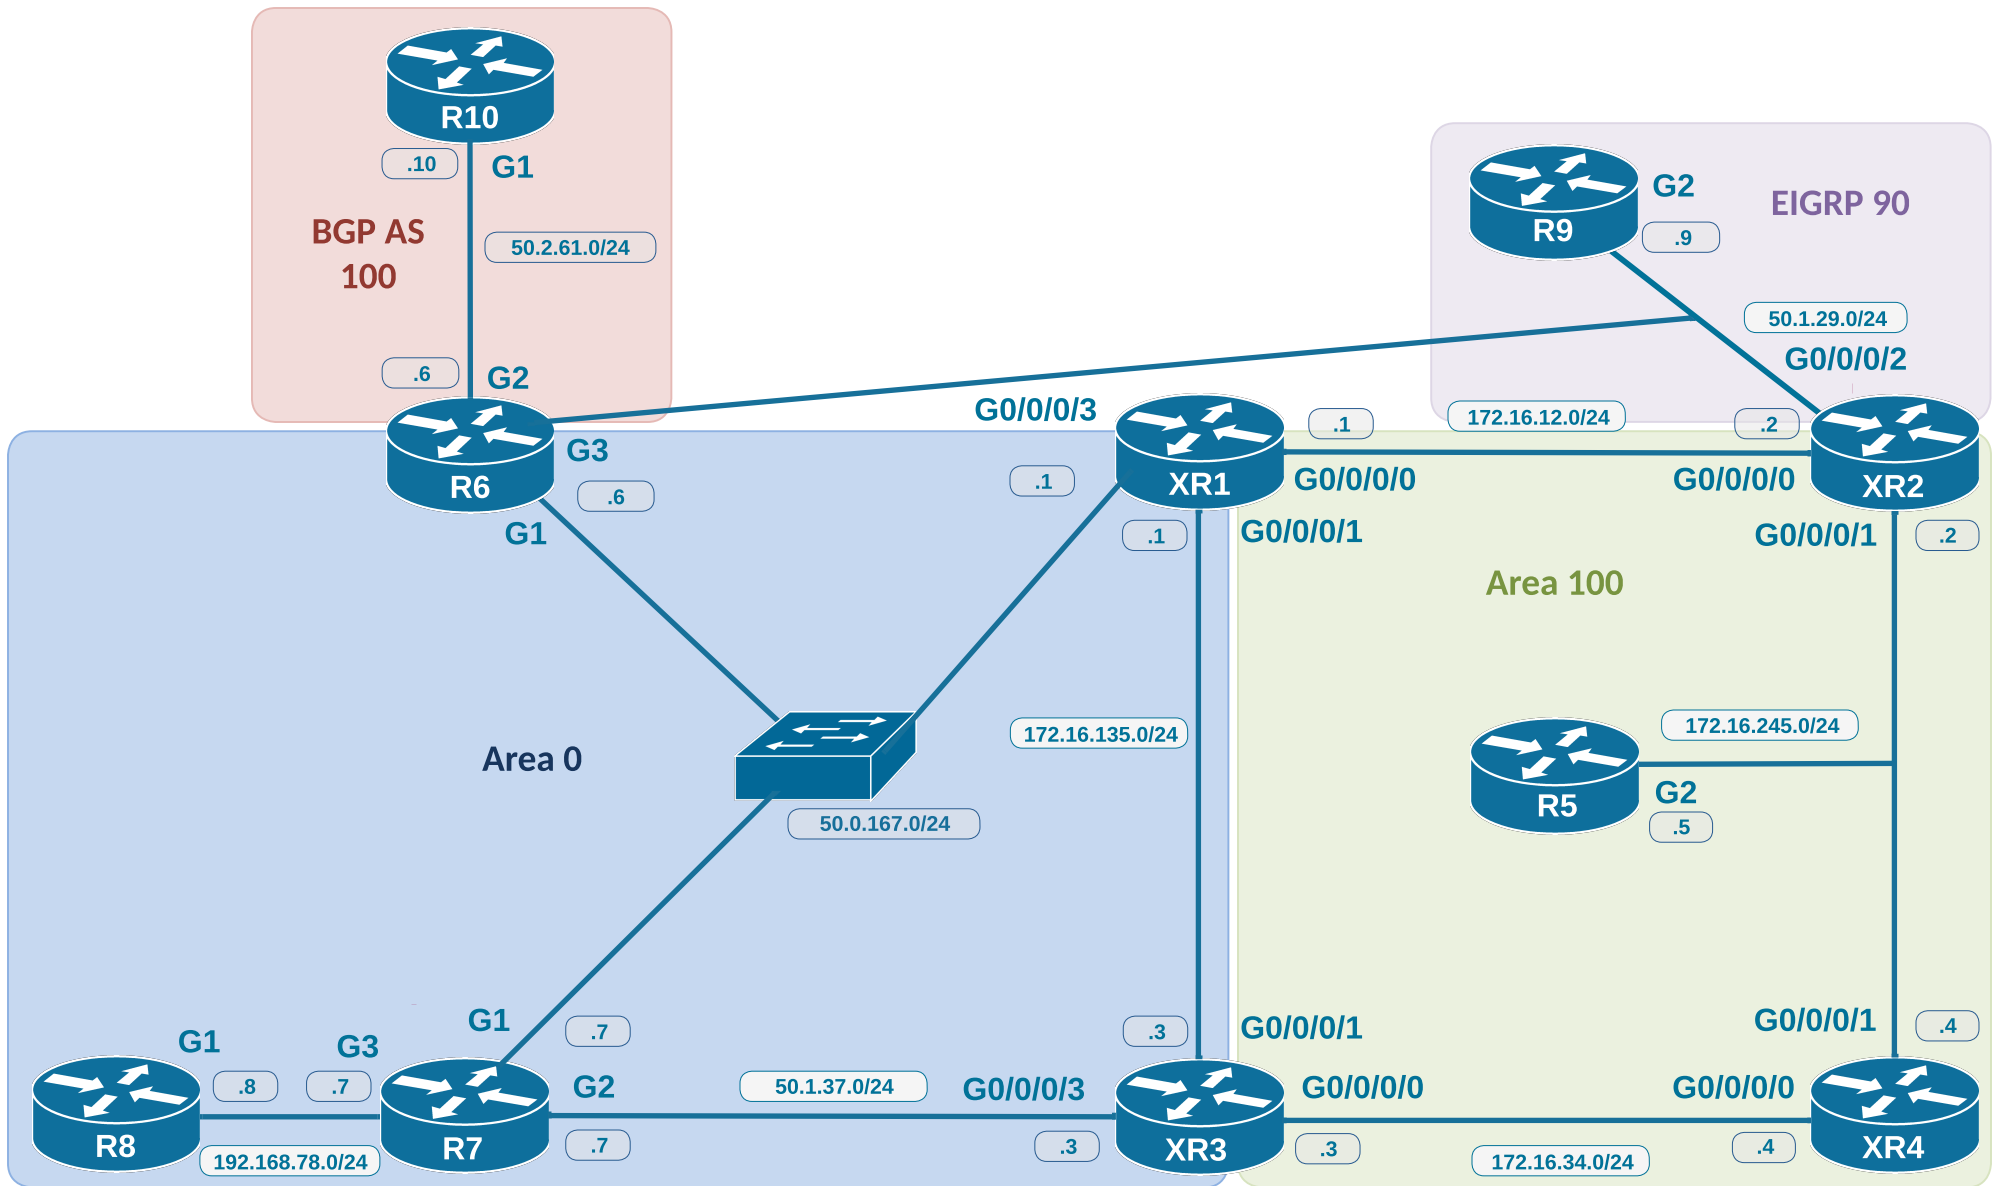 R10
.10
G1
BGP AS
100
50.2.61.0/24
.6
G2
R9
G2
.9
EIGRP 90
50.1.29.0/24
G0/0/0/2
R6
G3
.6
G1
G0/0/0/3
.1
XR1
.1
172.16.12.0/24
.2
G0/0/0/0
G0/0/0/0
XR2
.1
G0/0/0/1
G0/0/0/1
.2
Area 100
Area 0
172.16.135.0/24
50.0.167.0/24
172.16.245.0/24
R5
G2
.5
G1
.7
.3
G0/0/0/1
G0/0/0/1
.4
G1
G3
.8
.7
G2
50.1.37.0/24
G0/0/0/3
G0/0/0/0
G0/0/0/0
R8
192.168.78.0/24
R7
.7
.3
XR3
.3
172.16.34.0/24
.4
XR4